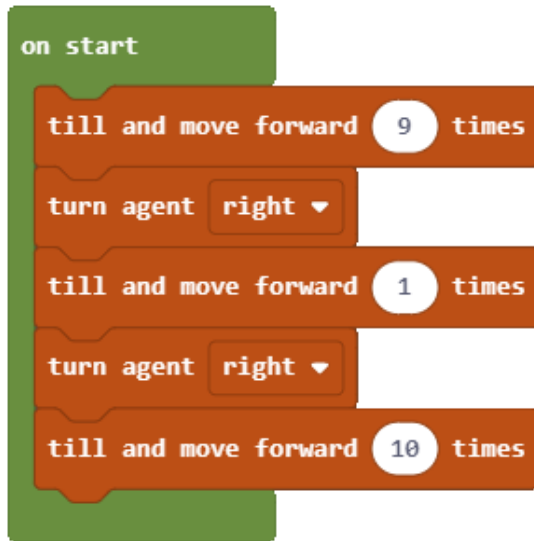 on start
till and move forward 9 times
turn agent right
till and move forward 1 times
turn agent right
till and move forward 10 times